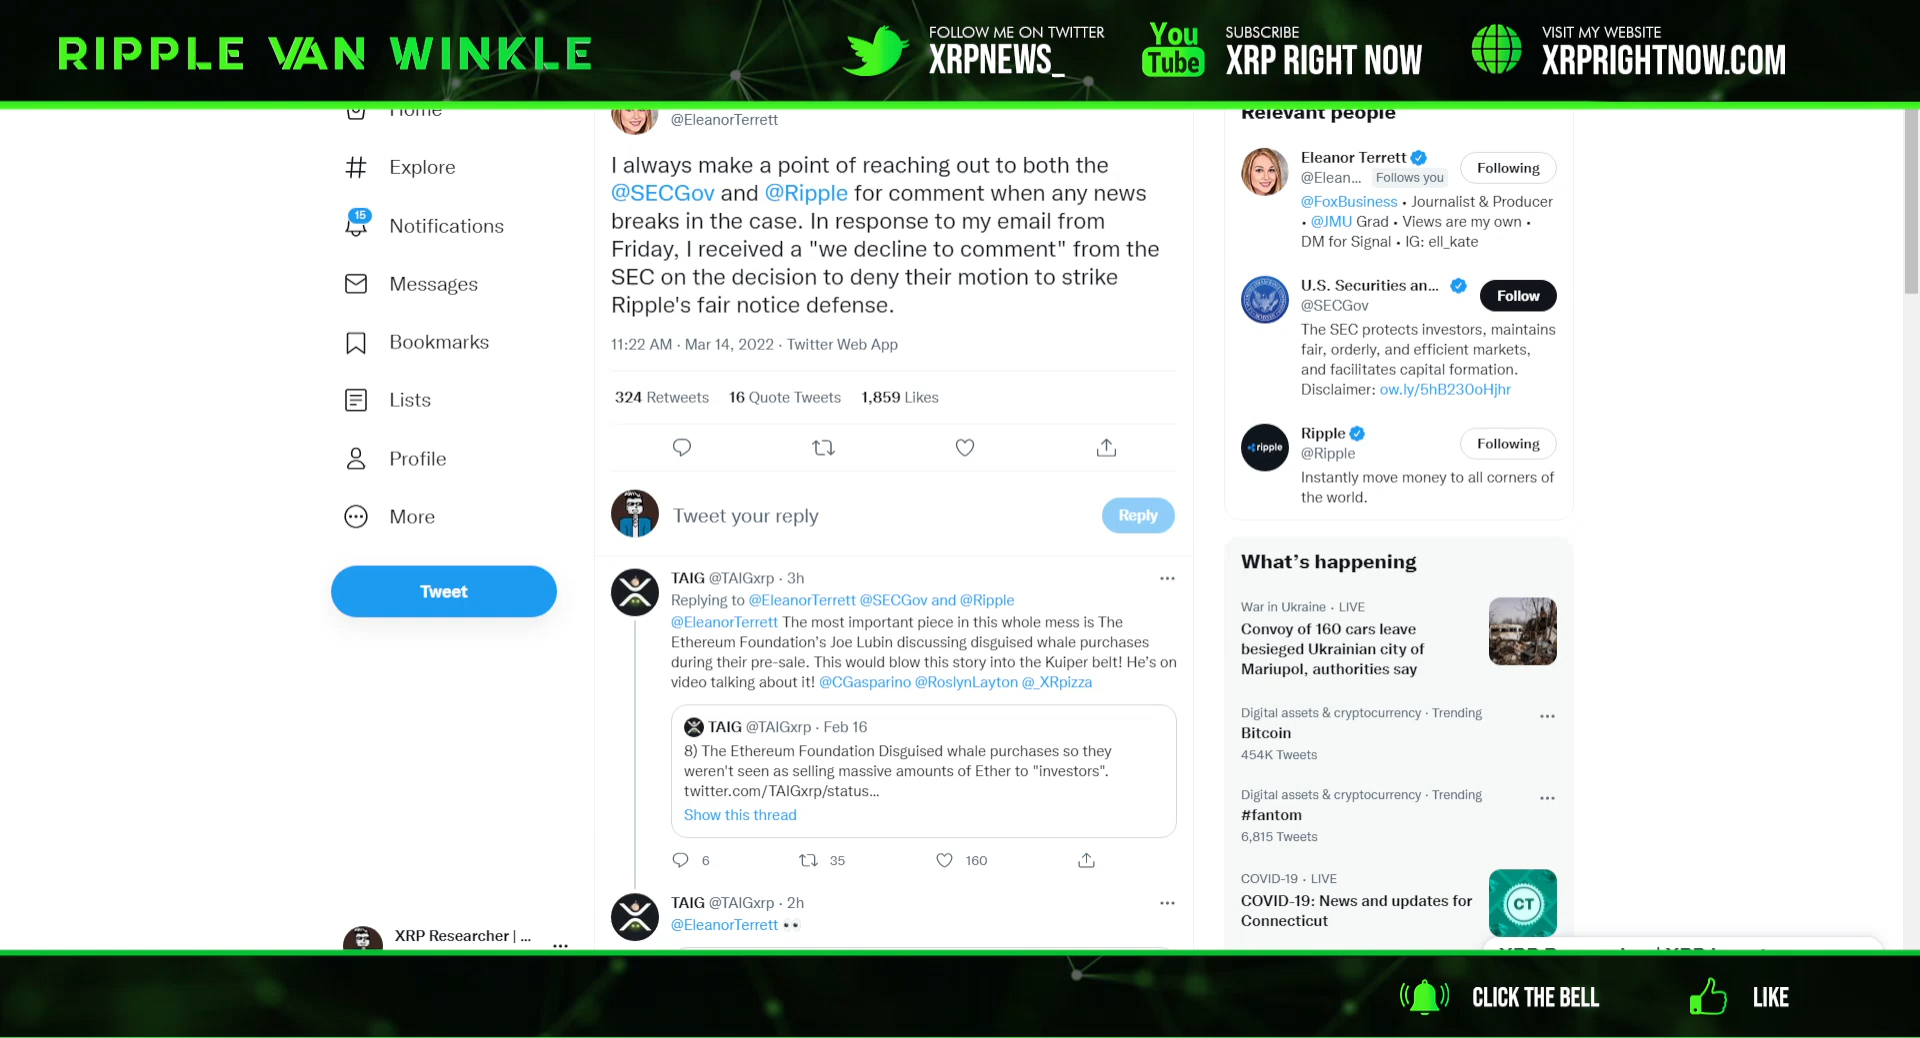 RIPPLE VAN WINKLE
FOLLOW ME ON TWITTER
XRPNEWS_
You
Tube
SUBSCRIBE
XRP RIGHT NOW
VISIT MY WEBSITE
XRPRIGHTNOW.COM
Home
Explore
15
Notifications
Messages
Bookmarks
Lists
Profile
More
Tweet
XRP Researcher | ...
@EleanorTerrett
I always make a point of reaching out to both the
@SECGov and @Ripple for comment when any news
breaks in the case. In response to my email from
Friday, I received a "we decline to comment" from the
SEC on the decision to deny their motion to strike
Ripple's fair notice defense.
11:22 AM · Mar 14, 2022 · Twitter Web App
324 Retweets 16 Quote Tweets 1,859 Likes
Tweet your reply
Reply
TAIG @TAIGxrp · 3h
Replying to @EleanorTerrett @SECGov and @Ripple
@EleanorTerrett The most important piece in this whole mess is The
Ethereum Foundation's Joe Lubin discussing disguised whale purchases
during their pre-sale. This would blow this story into the Kuiper belt! He's on
video talking about it! @CGasparino @RoslynLayton @_XRpizza
TAIG @TAIGxrp · Feb 16
8) The Ethereum Foundation Disguised whale purchases so they
weren't seen as selling massive amounts of Ether to "investors".
twitter.com/TAIGxrp/status...
Show this thread
6 35 160
TAIG @TAIGxrp · 2h
@EleanorTerrett 👀
Relevant people
Eleanor Terrett
@Elean... Follows you
Following
@FoxBusiness • Journalist & Producer
• @JMU Grad • Views are my own •
DM for Signal • IG: ell_kate
U.S. Securities an...
@SECGov
Follow
The SEC protects investors, maintains
fair, orderly, and efficient markets,
and facilitates capital formation.
Disclaimer: ow.ly/5hB230oHjhr
ripple
Ripple
@Ripple
Following
Instantly move money to all corners of
the world.
What's happening
War in Ukraine · LIVE
Convoy of 160 cars leave
besieged Ukrainian city of
Mariupol, authorities say
Digital assets & cryptocurrency · Trending
Bitcoin
454K Tweets
Digital assets & cryptocurrency · Trending
#fantom
6,815 Tweets
COVID-19 · LIVE
COVID-19: News and updates for
Connecticut
CT
CLICK THE BELL
LIKE